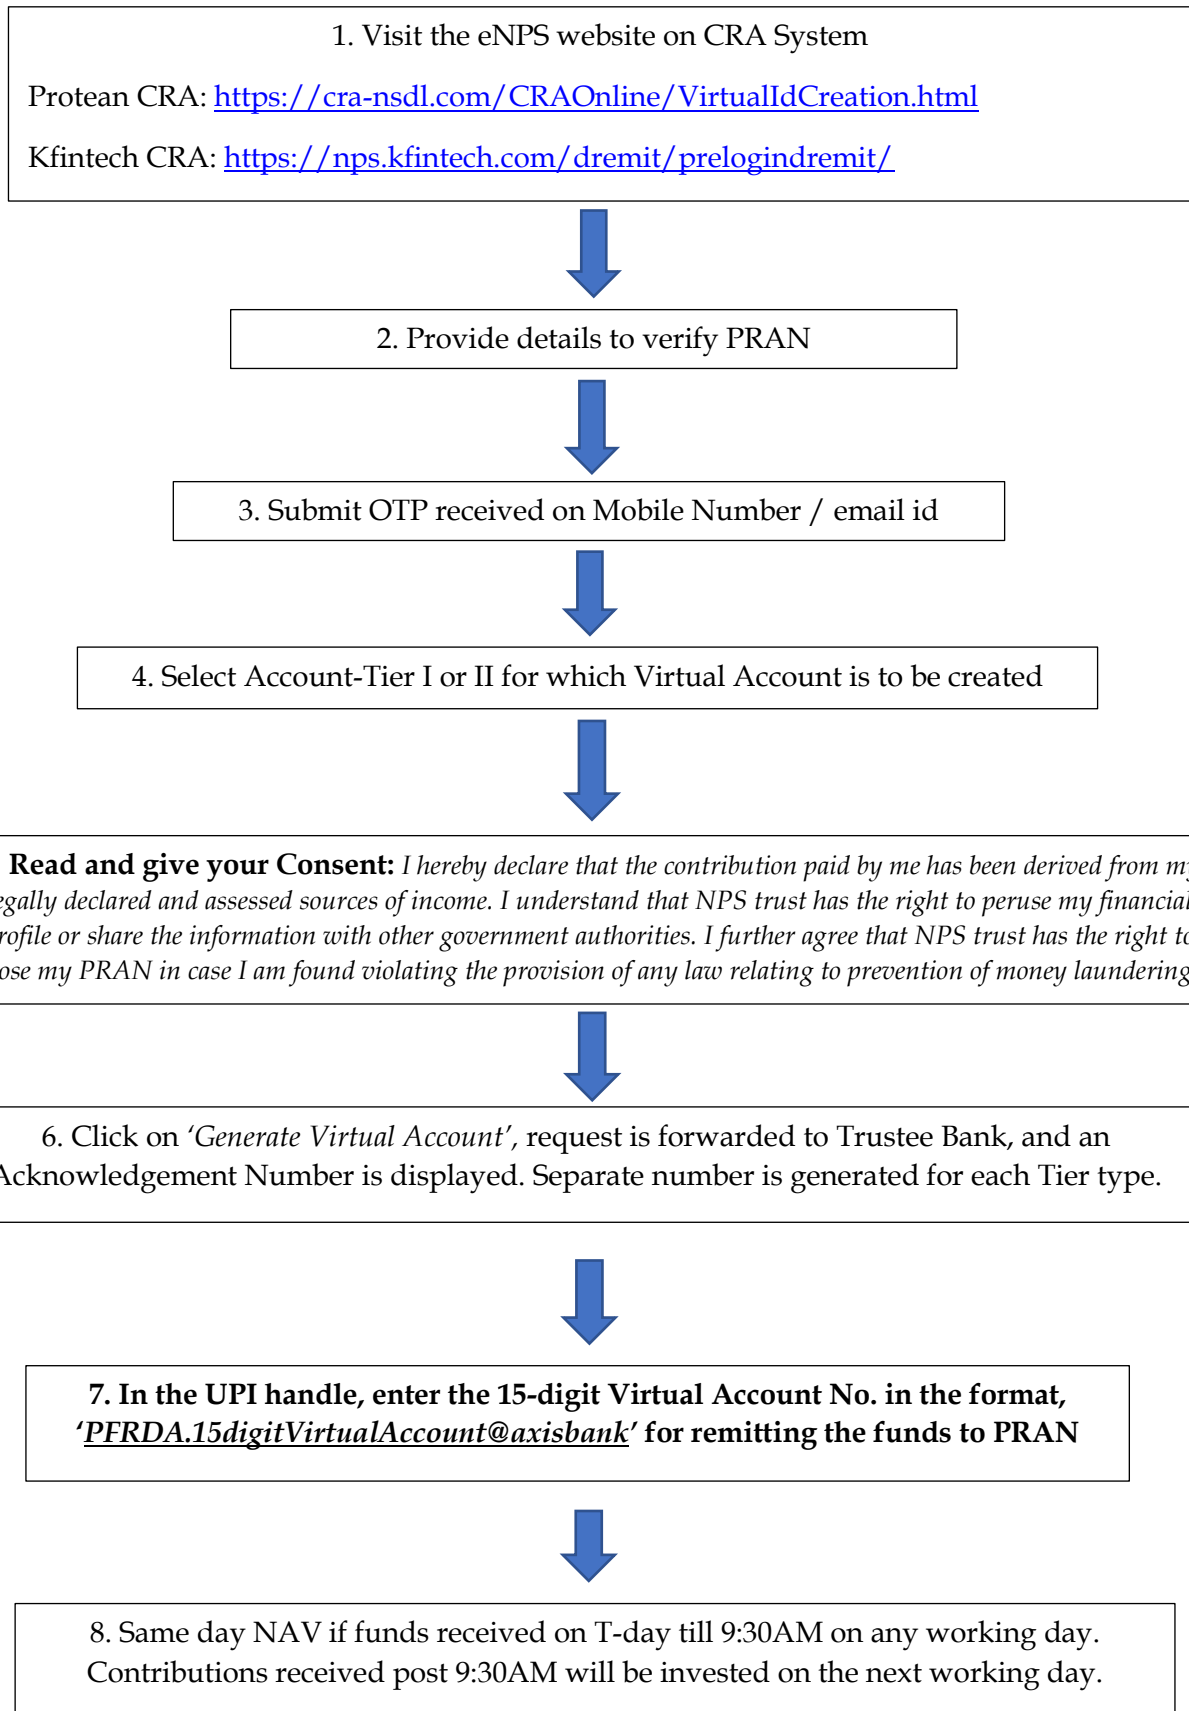 1. Visit the eNPS website on CRA System
Protean CRA: https://cra-nsdl.com/CRAOnline/VirtualIdCreation.html
Kfintech CRA: https://nps.kfintech.com/dremit/prelogindremit/
2. Provide details to verify PRAN
3. Submit OTP received on Mobile Number / email id
4. Select Account-Tier I or II for which Virtual Account is to be created
Read and give your Consent: I hereby declare that the contribution paid by me has been derived from my
egally declared and assessed sources of income. I understand that NPS trust has the right to peruse my financial
rofile or share the information with other government authorities. I further agree that NPS trust has the right to
ose my PRAN in case I am found violating the provision of any law relating to prevention of money laundering
6. Click on ‘Generate Virtual Account’, request is forwarded to Trustee Bank, and an
Acknowledgement Number is displayed. Separate number is generated for each Tier type.
7. In the UPI handle, enter the 15-digit Virtual Account No. in the format,
‘PFRDA.15digitVirtualAccount@axisbank’ for remitting the funds to PRAN
8. Same day NAV if funds received on T-day till 9:30AM on any working day.
Contributions received post 9:30AM will be invested on the next working day.